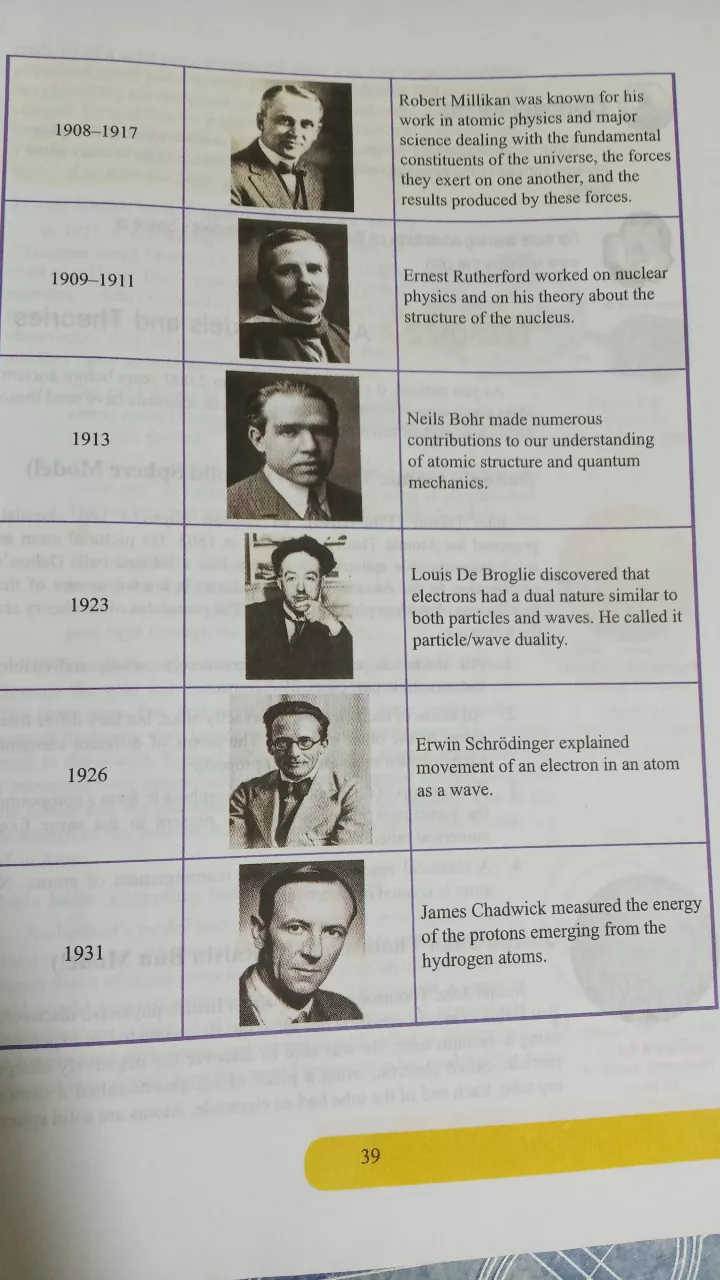 1908–1917
Robert Millikan was known for his
work in atomic physics and major
science dealing with the fundamental
constituents of the universe, the forces
they exert on one another, and the
results produced by these forces.
1909–1911
Ernest Rutherford worked on nuclear
physics and on his theory about the
structure of the nucleus.
1913
Neils Bohr made numerous
contributions to our understanding
of atomic structure and quantum
mechanics.
1923
Louis De Broglie discovered that
electrons had a dual nature similar to
both particles and waves. He called it
particle/wave duality.
1926
Erwin Schrödinger explained
movement of an electron in an atom
as a wave.
1931
James Chadwick measured the energy
of the protons emerging from the
hydrogen atoms.
39